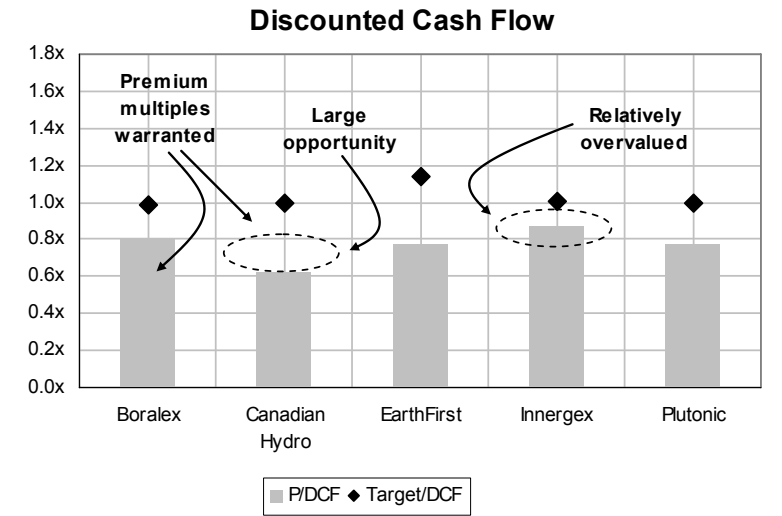 Discounted Cash Flow
1.8x
1.6x
1.4x
1.2x
1.0x
0.8x
0.6x
0.4x
0.2x
0.0x
Premium
multiples
warranted
Large
opportunity
Relatively
overvalued
Boralex
Canadian
Hydro
EarthFirst
Innergex
Plutonic
P/DCF
Target/DCF